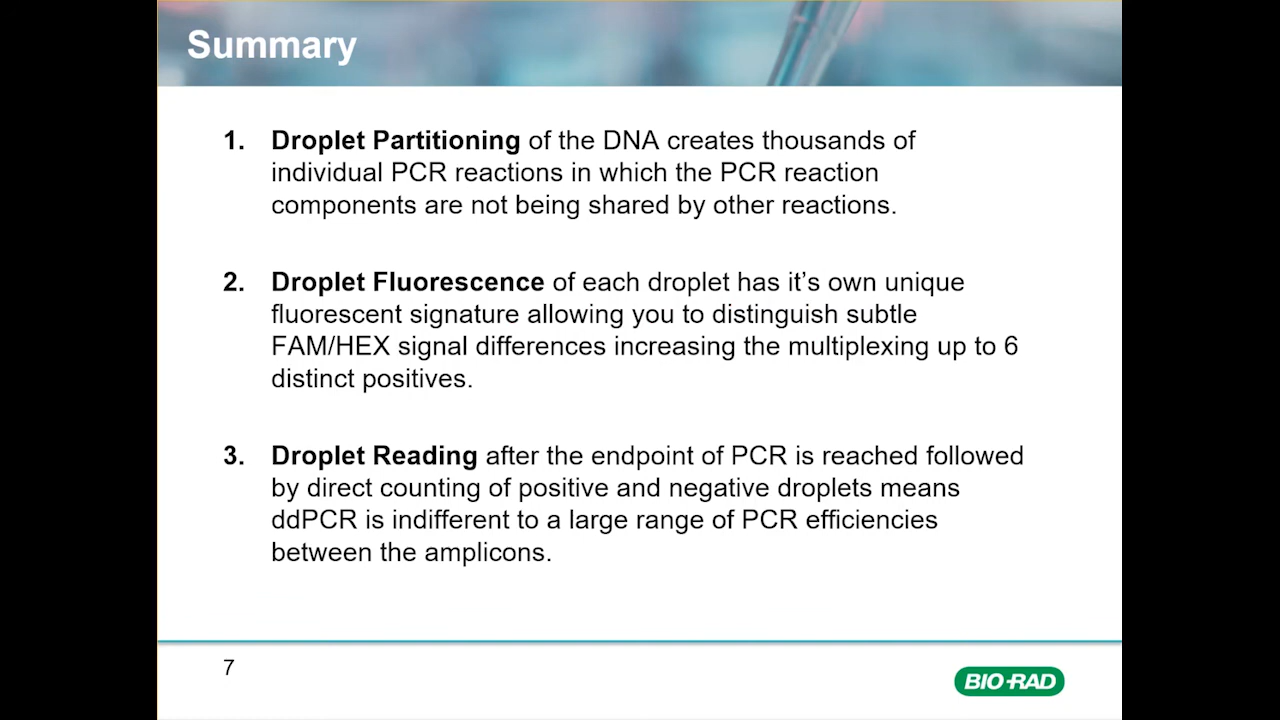 Summary
1. Droplet Partitioning of the DNA creates thousands of
individual PCR reactions in which the PCR reaction
components are not being shared by other reactions.
2. Droplet Fluorescence of each droplet has it’s own unique
fluorescent signature allowing you to distinguish subtle
FAM/HEX signal differences increasing the multiplexing up to 6
distinct positives.
3. Droplet Reading after the endpoint of PCR is reached followed
by direct counting of positive and negative droplets means
ddPCR is indifferent to a large range of PCR efficiencies
between the amplicons.
7
BIO-RAD